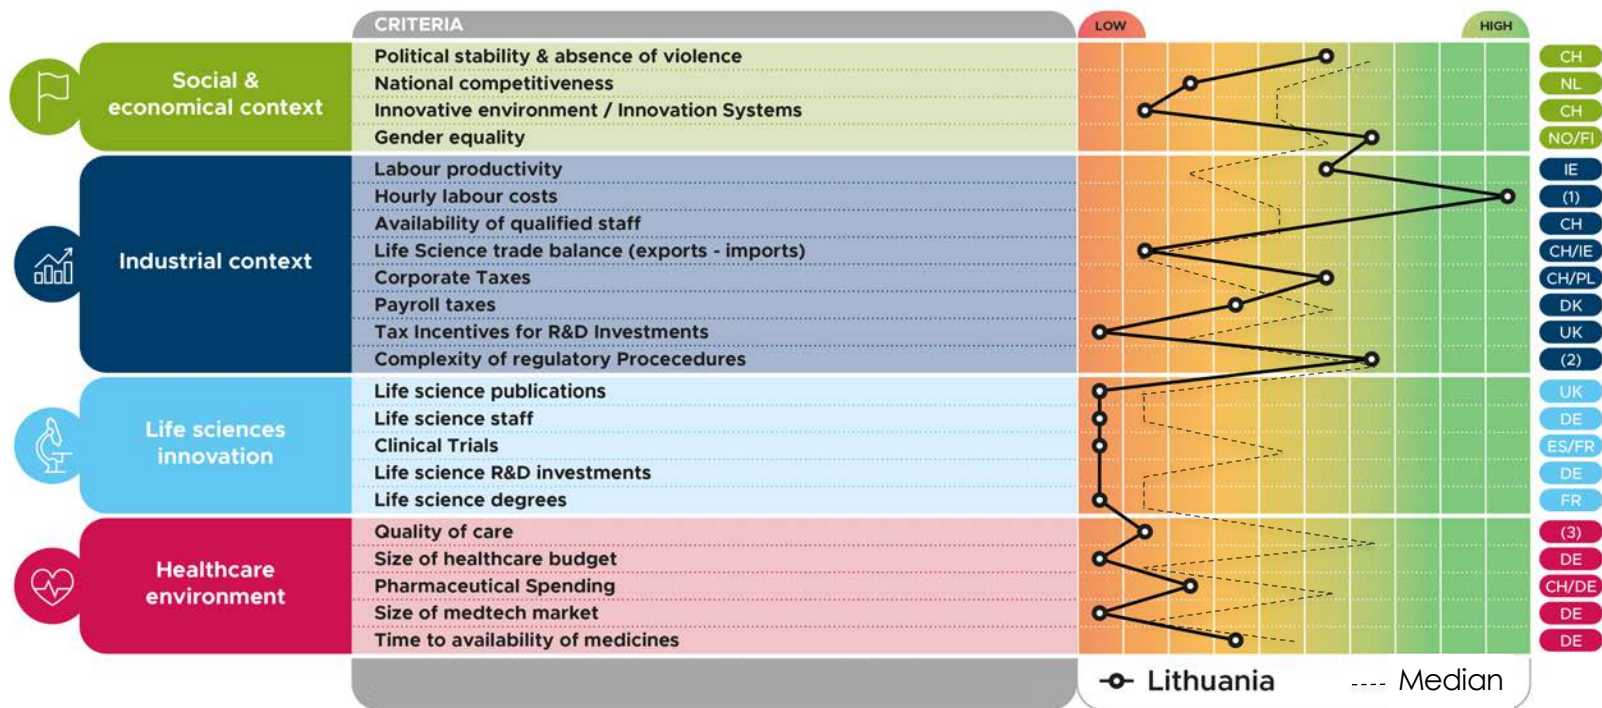 CRITERIA
LOW
HIGH
Social &
economical context
Political stability & absence of violence
CH
National competitiveness
NL
Innovative environment / Innovation Systems
CH
Gender equality
NO/FI
Industrial context
Labour productivity
IE
Hourly labour costs
(1)
Availability of qualified staff
CH
Life Science trade balance (exports - imports)
CH/IE
Corporate Taxes
CH/PL
Payroll taxes
DK
Tax Incentives for R&D Investments
UK
Complexity of regulatory Procecedures
(2)
Life sciences
innovation
Life science publications
UK
Life science staff
DE
Clinical Trials
ES/FR
Life science R&D investments
DE
Life science degrees
FR
Healthcare
environment
Quality of care
(3)
Size of healthcare budget
DE
Pharmaceutical Spending
CH/DE
Size of medtech market
DE
Time to availability of medicines
DE
Lithuania
Median